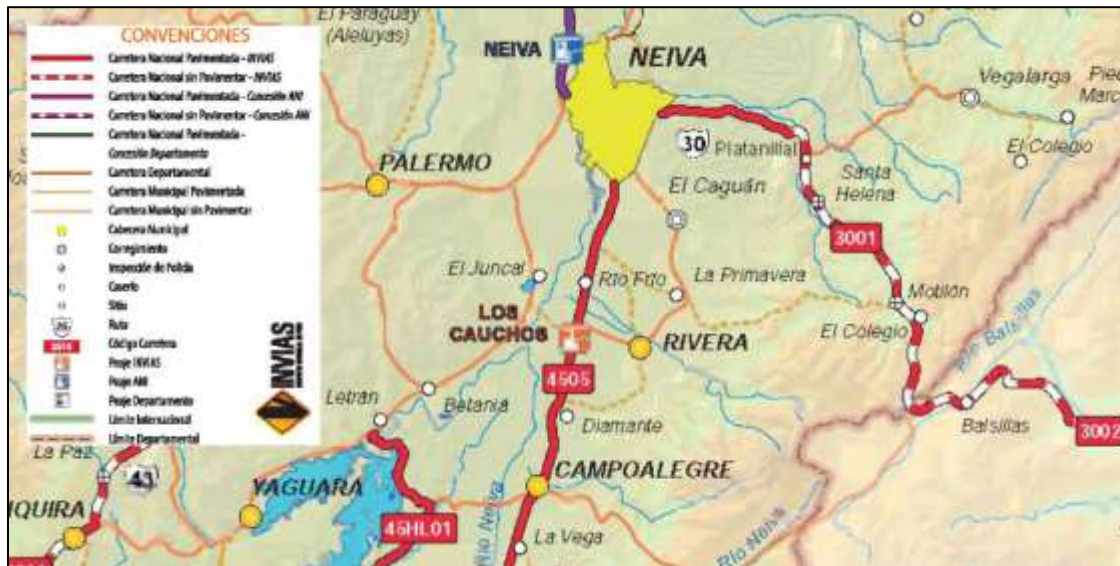 CONVENCIONES
Carretera Nacional Pavimentada - INVIAS
Carretera Nacional sin Pavimentar - INVIAS
Carretera Nacional Pavimentada - Concesión ANI
Carretera Nacional sin Pavimentar - Concesión ANI
Carretera Nacional Pavimentada -
Concesión Departamento
Carretera Departamental
Carretera Municipal Pavimentada
Carretera Municipal sin Pavimentar
Cabecera Municipal
Corregimiento
Inspección de Policía
Caserío
Sitio
Ruta
Código Carretera
Peaje INVIAS
Peaje ANI
Peaje Departamento
Límite Internacional
Límite Departamental
INVIAS
El Paraguay
(Aleluyas)
NEIVA
NEIVA
Vegalarga
El Colegio
30
Platanillal
PALERMO
El Caguán
Santa
Helena
3001
El Juncal
Río Frío
La Primavera
Motilón
El Colegio
Río Balsillas
LOS
CAUCHOS
RIVERA
4505
Letrán
Betania
Diamante
Balsillas
3002
La Paz
43
YAGUARA
CAMPOALEGRE
IQUIRA
45HL01
Río Neiva
La Vega
Río Neiva